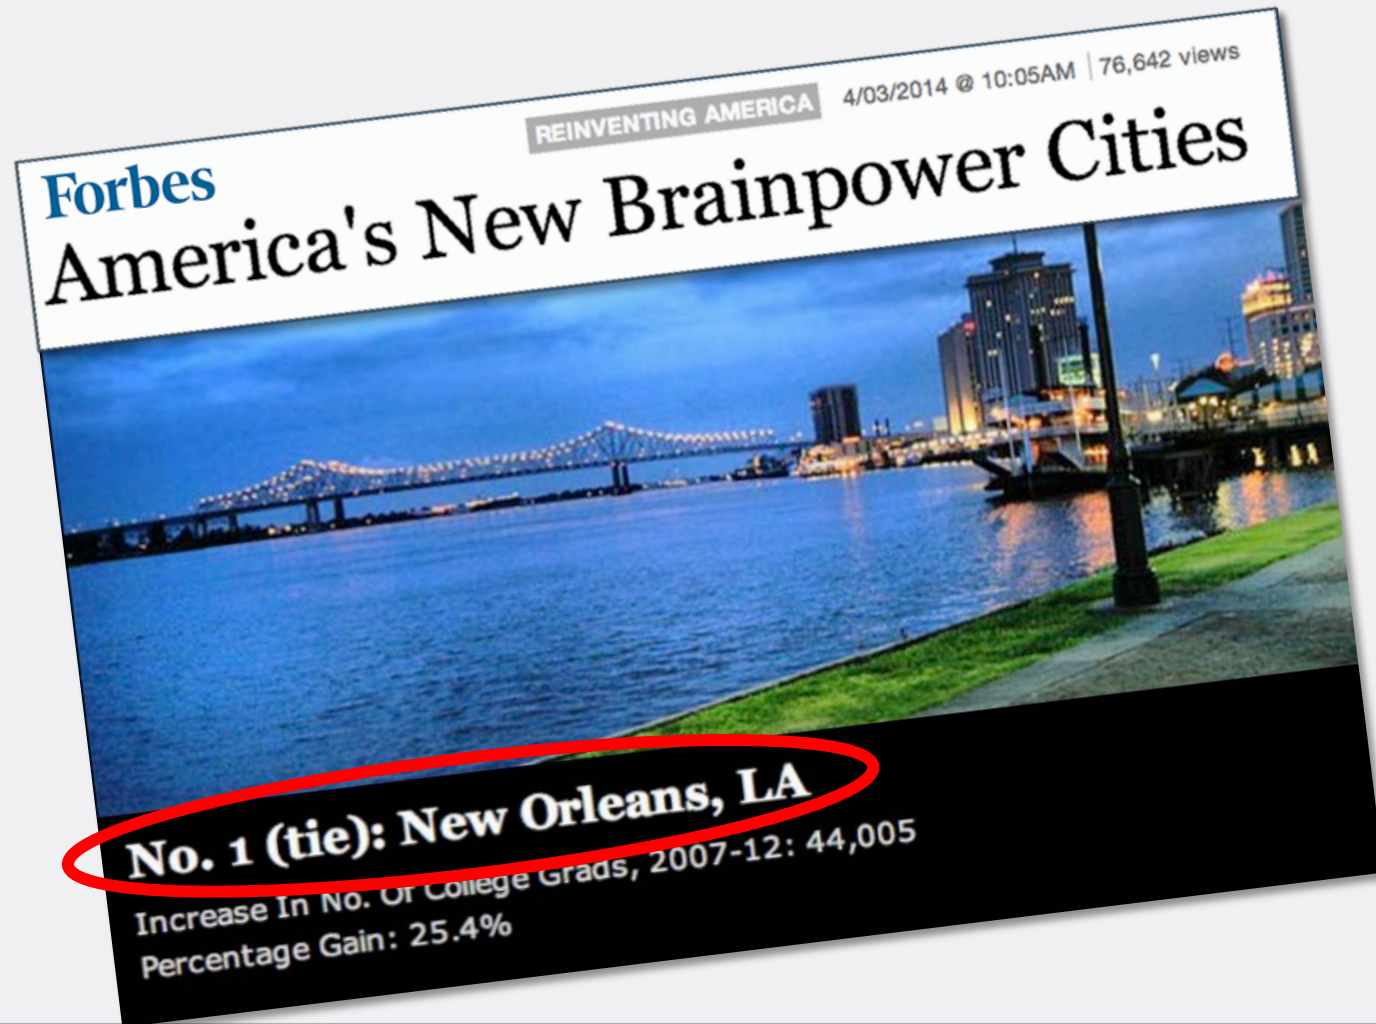 REINVENTING AMERICA 4/03/2014 @ 10:05AM | 76,642 views
Forbes
America's New Brainpower Cities
No. 1 (tie): New Orleans, LA
Increase In No. Of College Grads, 2007-12: 44,005
Percentage Gain: 25.4%